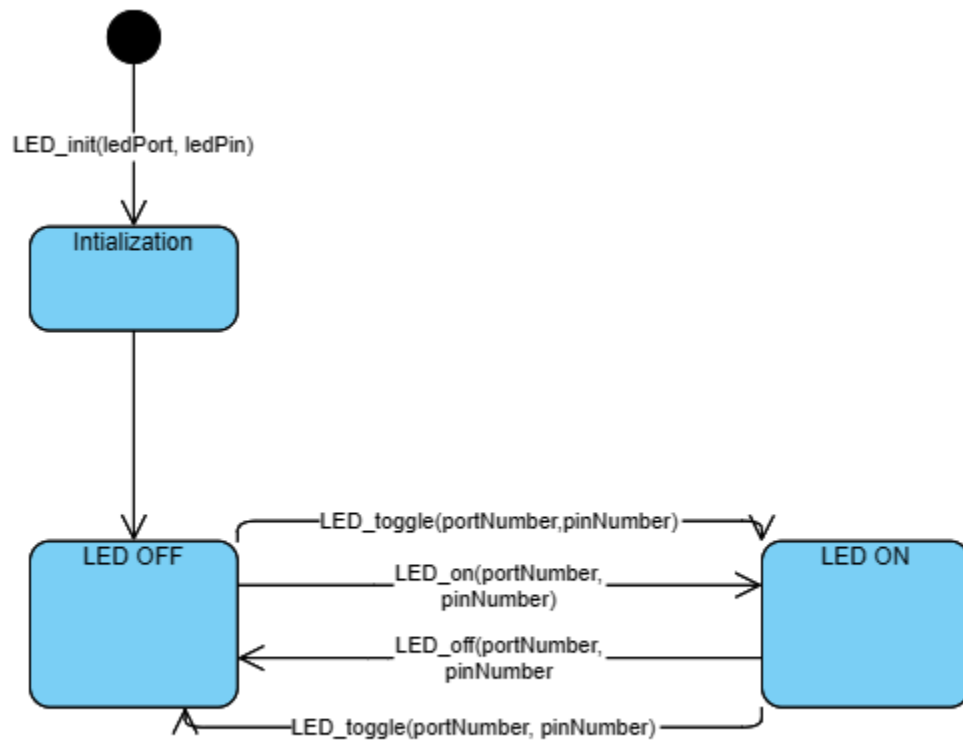 LED_init(ledPort, ledPin)
Intialization
LED_toggle(portNumber,pinNumber)
LED OFF
LED ON
LED_on(portNumber,
pinNumber)
LED_off(portNumber,
pinNumber
LED_toggle(portNumber, pinNumber)